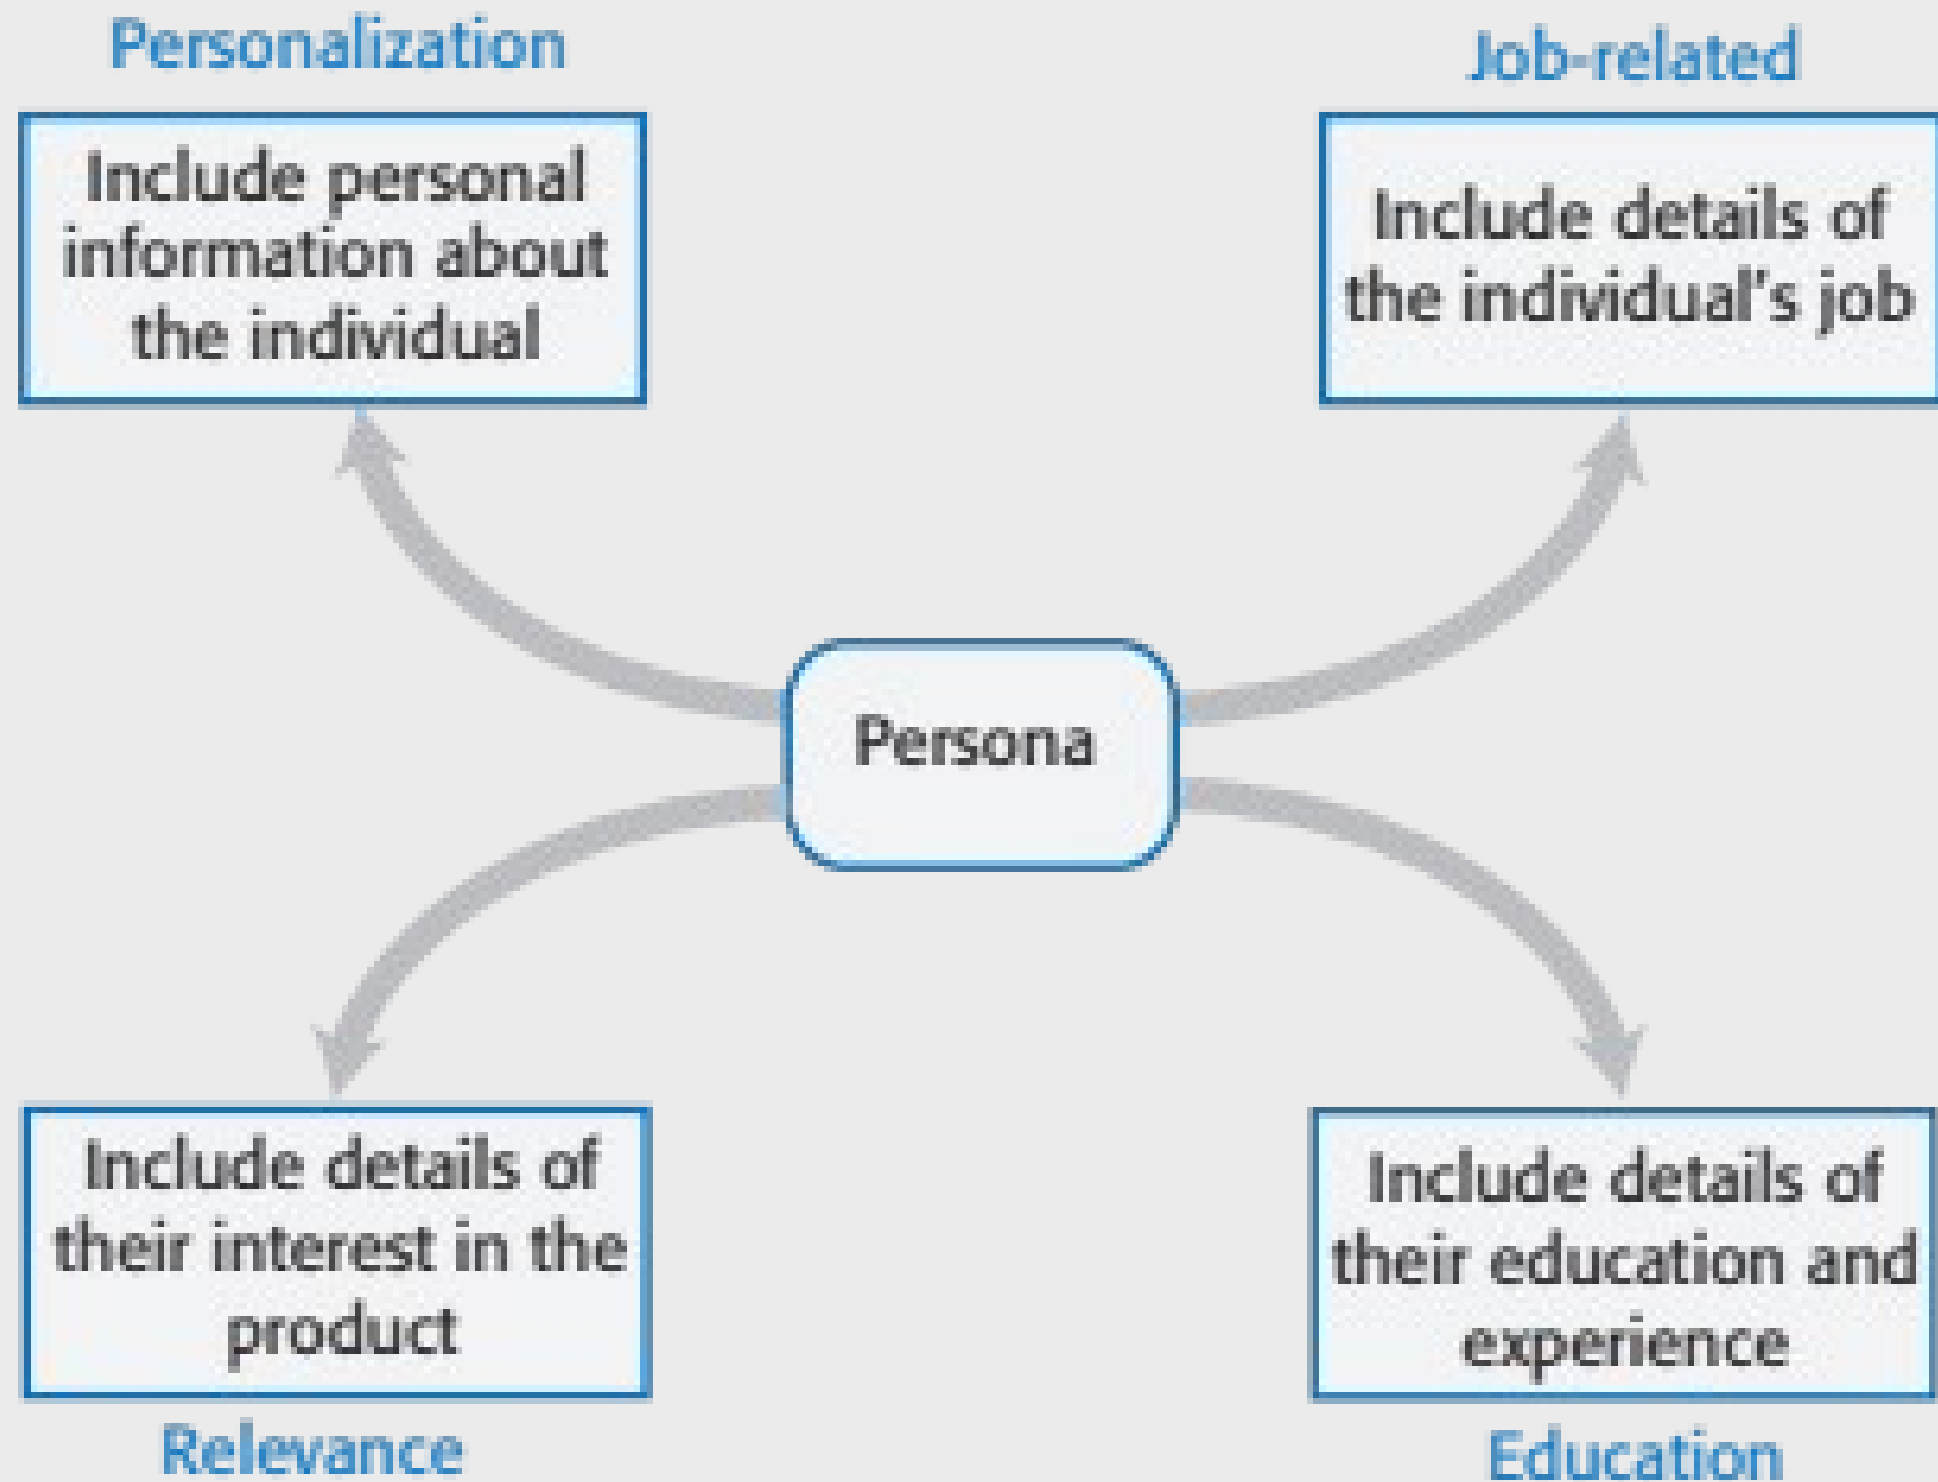 Personalization
Job-related
Include personal
information about
the individual
Include details of
the individual's job
Persona
Include details of
their interest in the
product
Include details of
their education and
experience
Relevance
Education